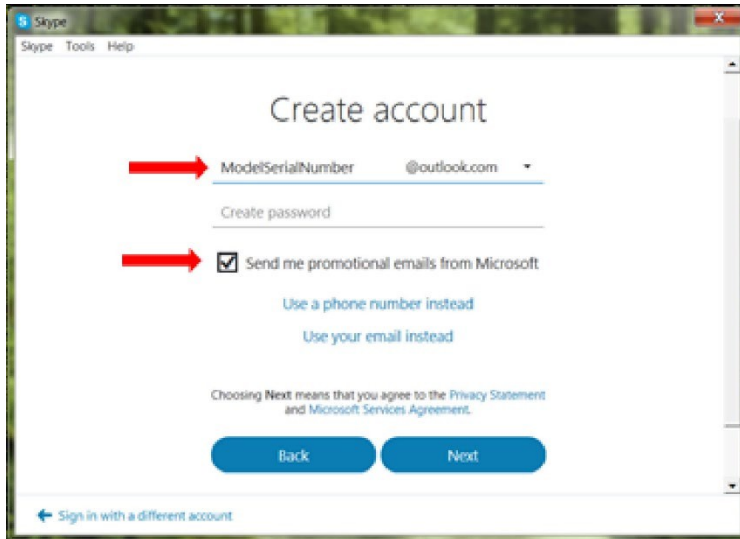 Skype
Skype Tools Help
Create account
ModelSerialNumber @outlook.com
Create password
Send me promotional emails from Microsoft
Use a phone number instead
Use your email instead
Choosing Next means that you agree to the Privacy Statement
and Microsoft Services Agreement.
Back Next
Sign in with a different account